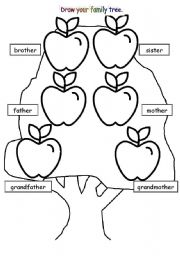 Draw your family tree.
brother
sister
father
mother
grandfather
grandmother